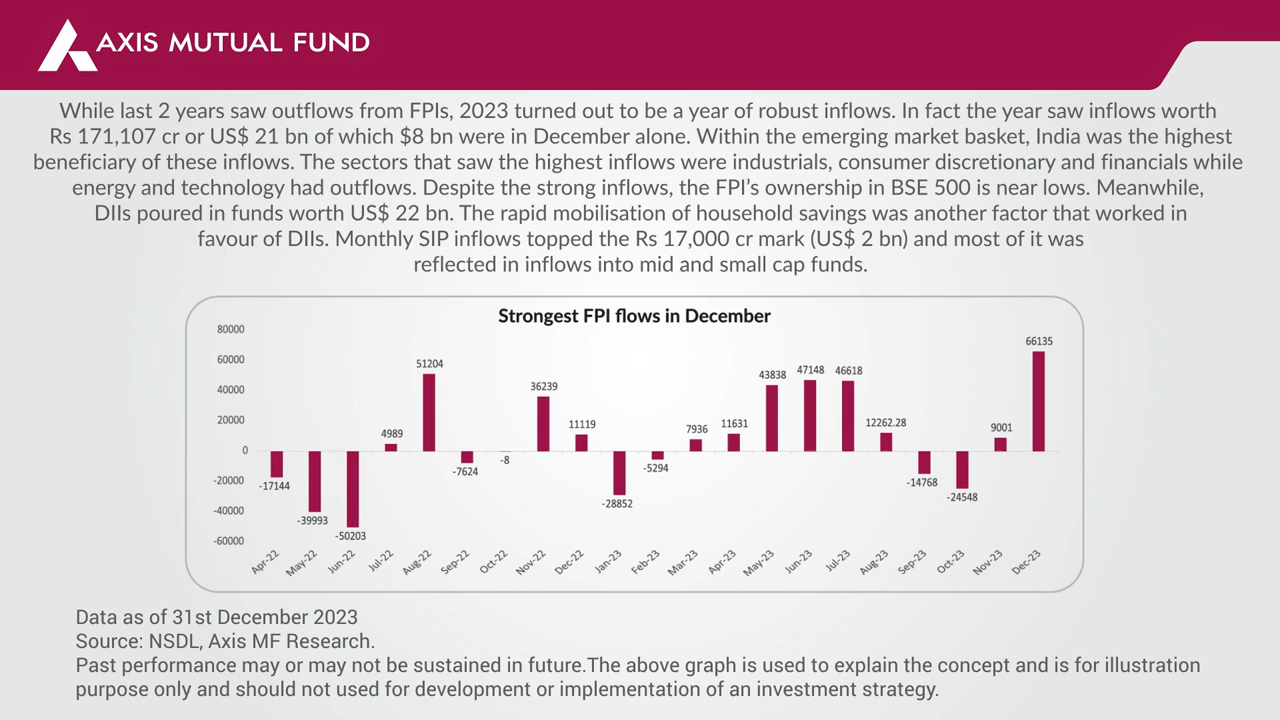 AXIS MUTUAL FUND
While last 2 years saw outflows from FPIs, 2023 turned out to be a year of robust inflows. In fact the year saw inflows worth
Rs 171,107 cr or US$ 21 bn of which $8 bn were in December alone. Within the emerging market basket, India was the highest
beneficiary of these inflows. The sectors that saw the highest inflows were industrials, consumer discretionary and financials while
energy and technology had outflows. Despite the strong inflows, the FPI's ownership in BSE 500 is near lows. Meanwhile,
DIIs poured in funds worth US$ 22 bn. The rapid mobilisation of household savings was another factor that worked in
favour of DIIs. Monthly SIP inflows topped the Rs 17,000 cr mark (US$ 2 bn) and most of it was
reflected in inflows into mid and small cap funds.
Strongest FPI flows in December
80000
60000
40000
20000
0
-20000
-40000
-60000
-17144
-39993
-50203
4989
51204
-7624
-8
36239
11119
-28852
-5294
7936
11631
43838
47148
46618
12262.28
-14768
-24548
9001
66135
Apr-22
May-22
Jun-22
Jul-22
Aug-22
Sep-22
Oct-22
Nov-22
Dec-22
Jan-23
Feb-23
Mar-23
Apr-23
May-23
Jun-23
Jul-23
Aug-23
Sep-23
Oct-23
Nov-23
Dec-23
Data as of 31st December 2023
Source: NSDL, Axis MF Research.
Past performance may or may not be sustained in future.The above graph is used to explain the concept and is for illustration
purpose only and should not used for development or implementation of an investment strategy.